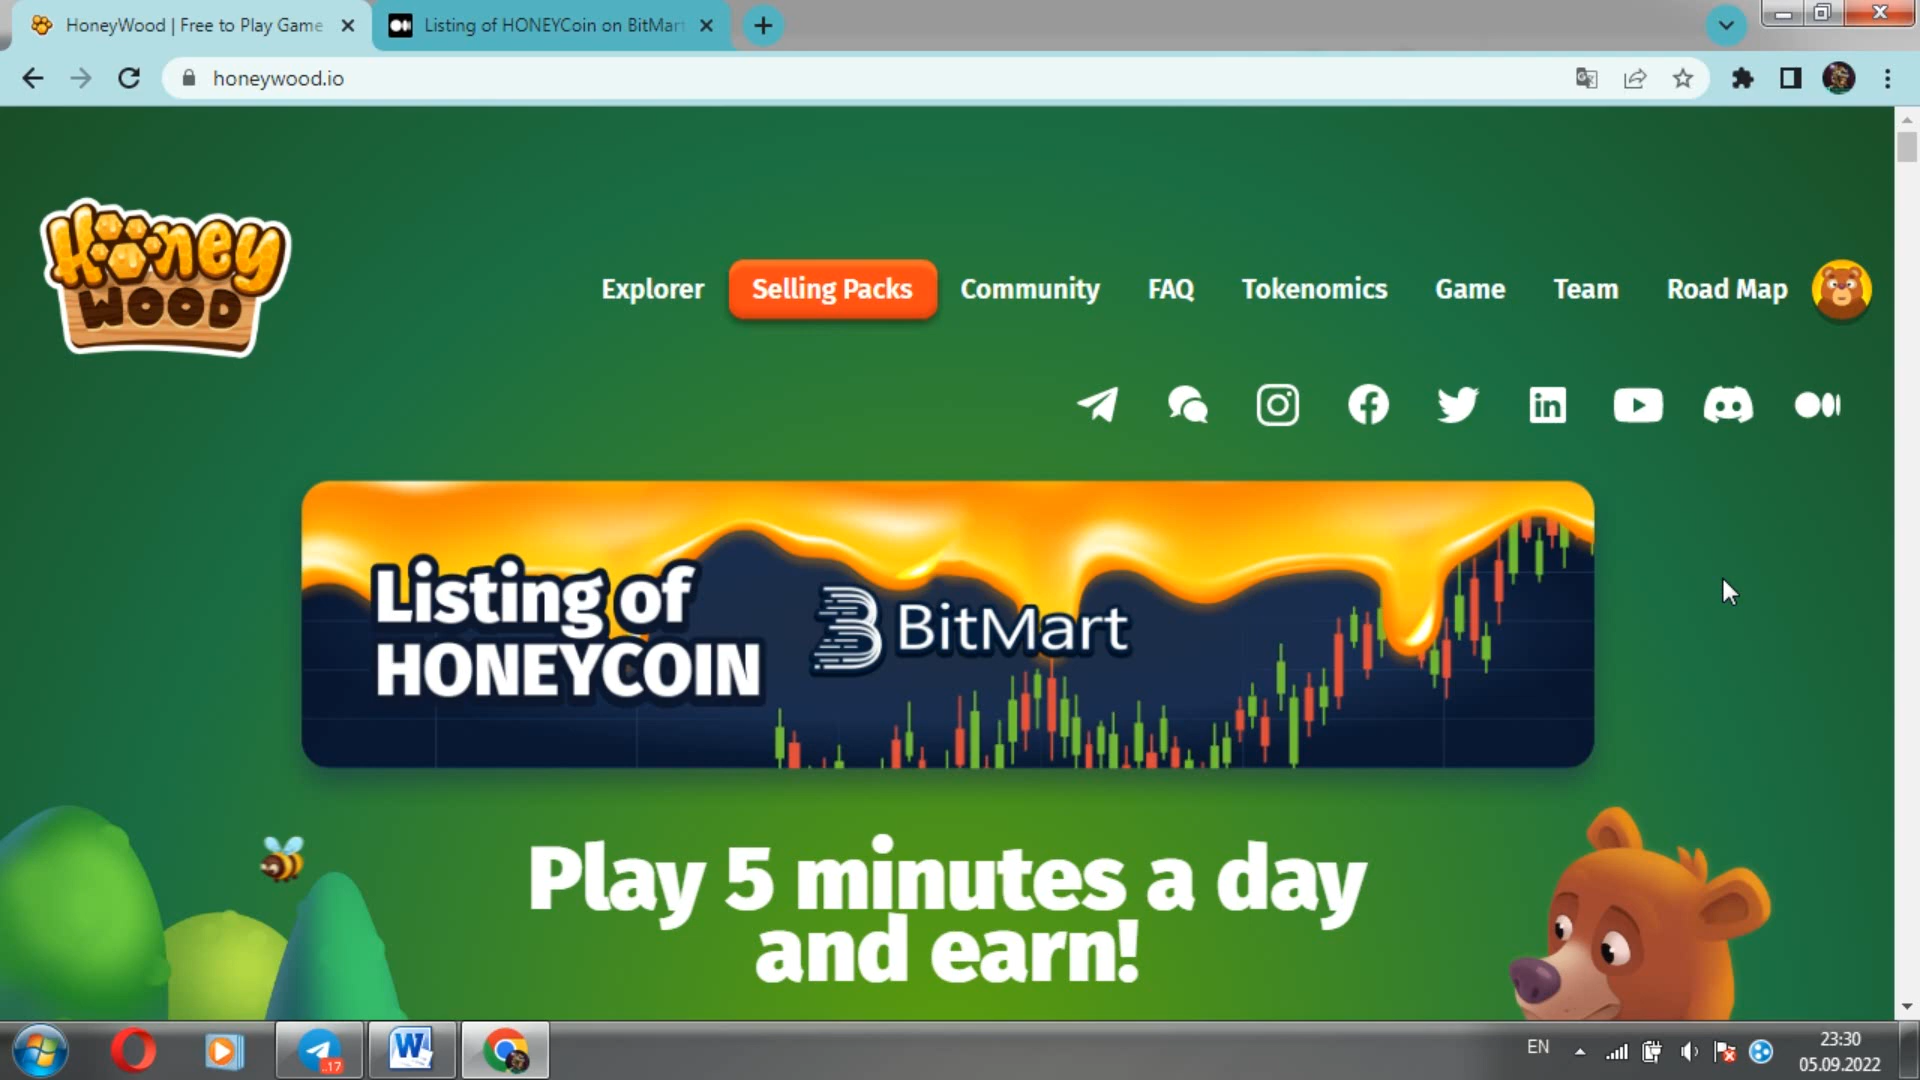 HoneyWood | Free to Play Game
Listing of HONEYCoin on BitMart
honeywood.io
Honey
WOOD
Explorer
Selling Packs
Community
FAQ
Tokenomics
Game
Team
Road Map
Listing of
HONEYCOIN
BitMart
Play 5 minutes a day
and earn!
..17
EN
23:30
05.09.2022